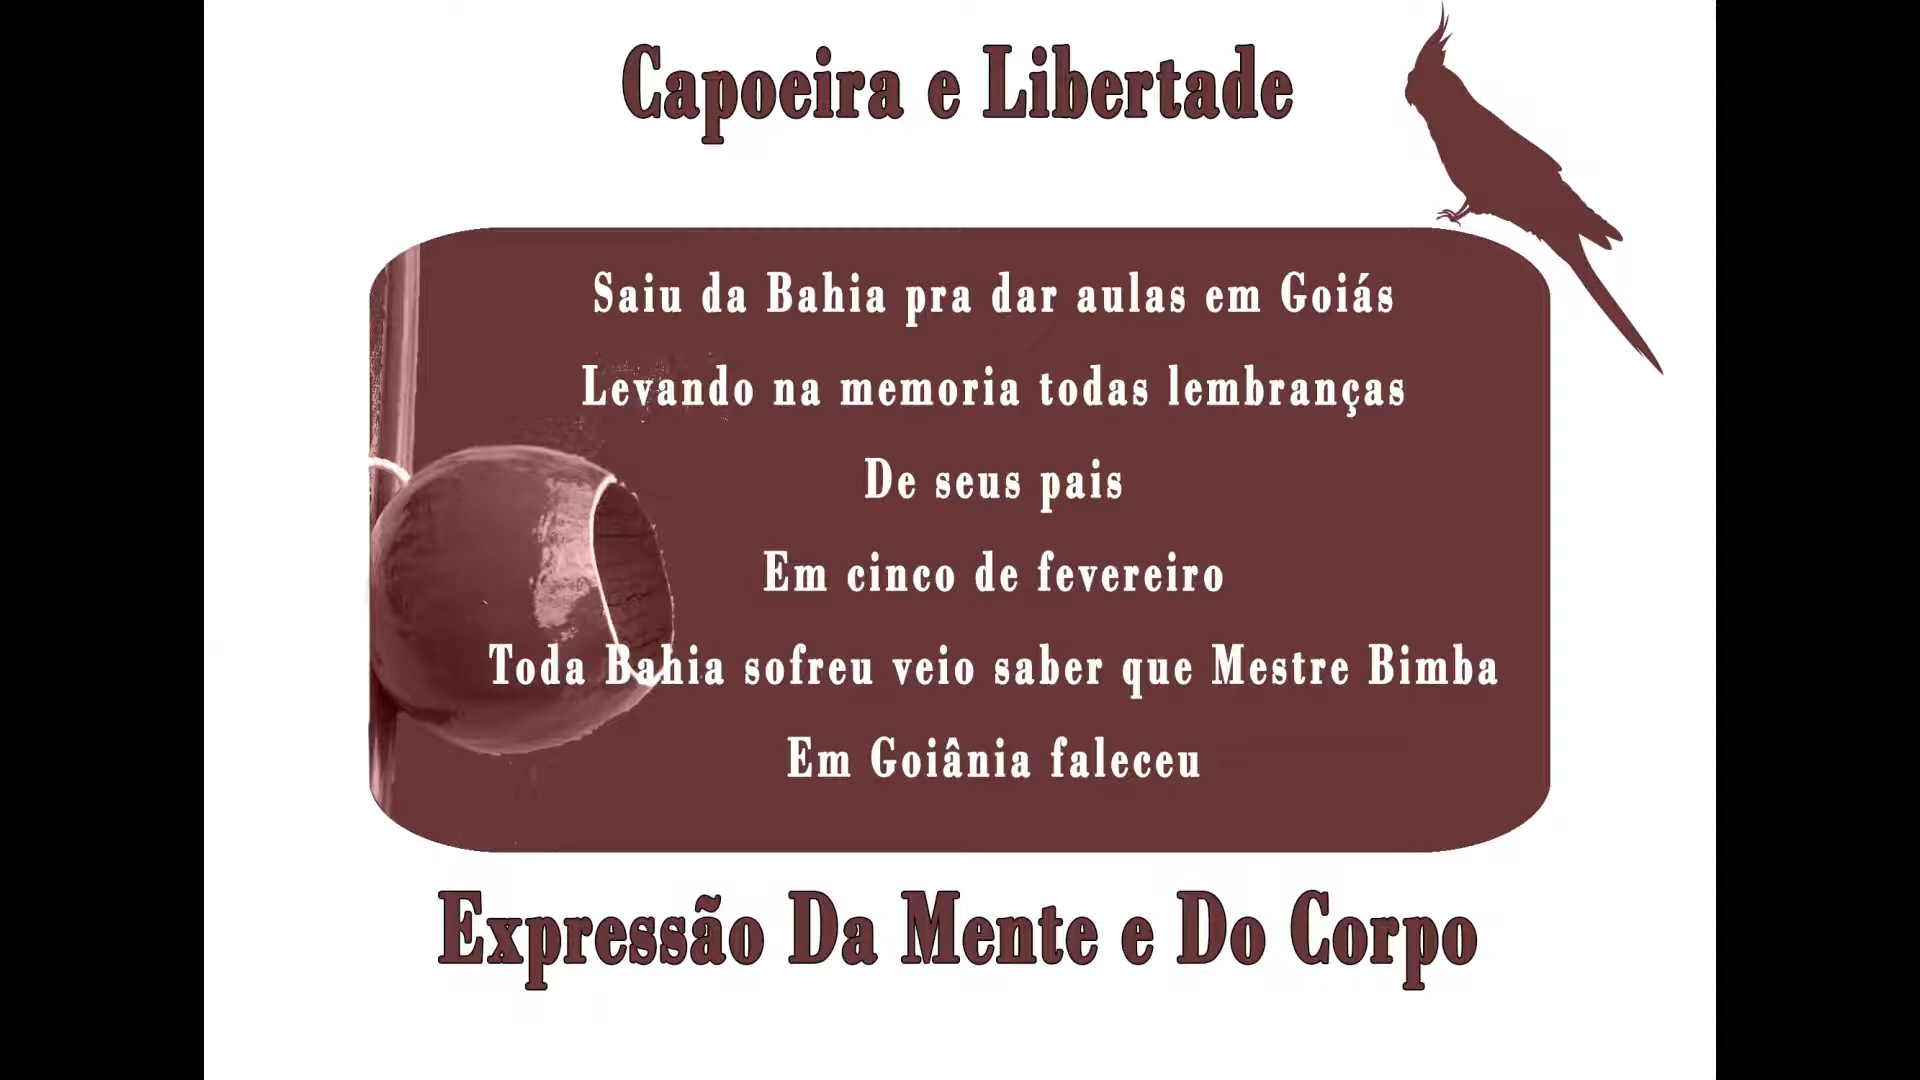 Capoeira e Libertade
Saiu da Bahia pra dar aulas em Goiás
Levando na memoria todas lembranças
De seus pais
Em cinco de fevereiro
Toda Bahia sofreu veio saber que Mestre Bimba
Em Goiânia faleceu
Expressão Da Mente e Do Corpo